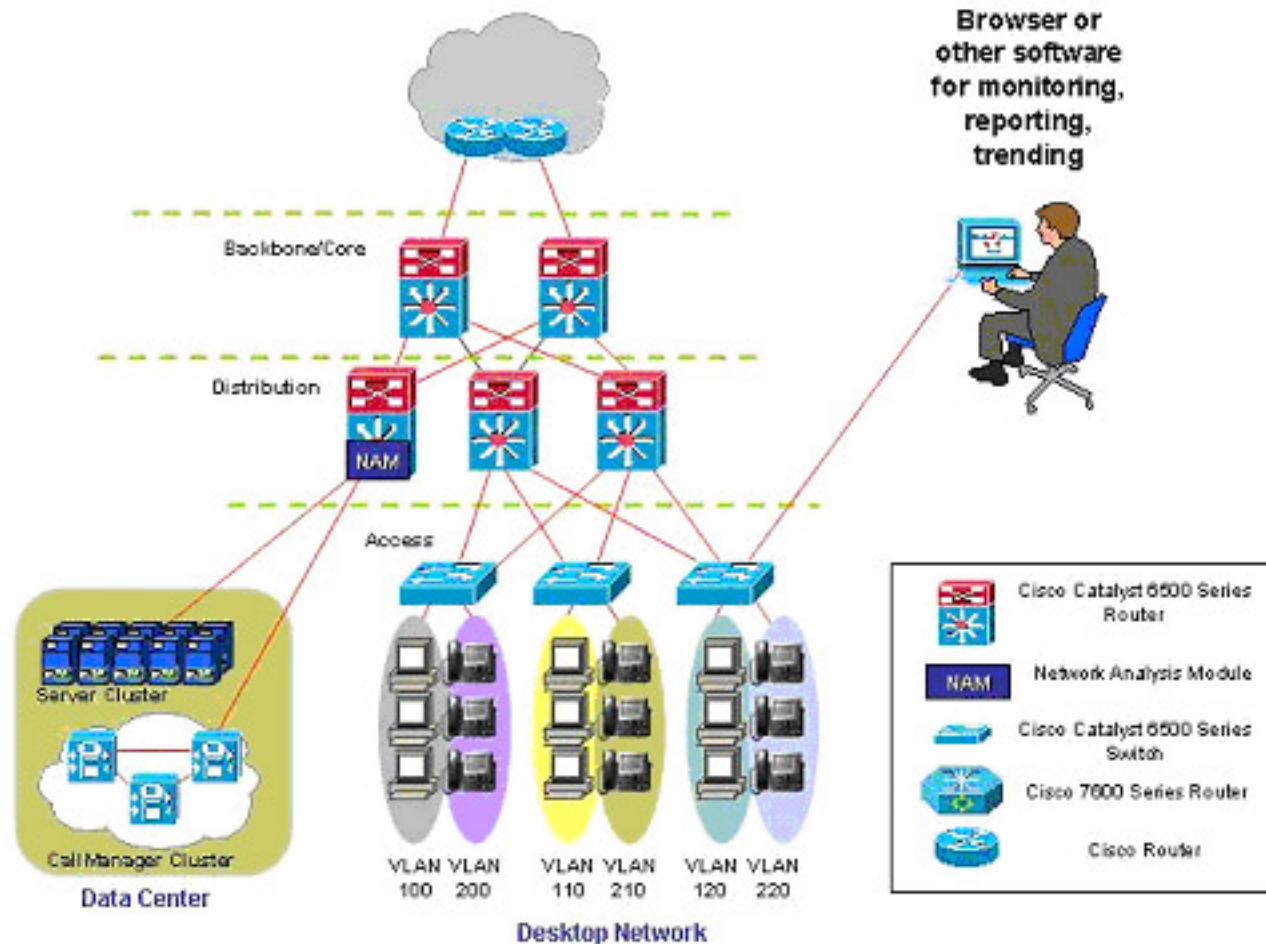 Browser or
other software
for monitoring,
reporting,
trending
Backbone/Core
Distribution
NAM
Access
Server Cluster
Call Manager Cluster
Data Center
VLAN
100
VLAN
200
VLAN
110
VLAN
210
VLAN
120
VLAN
220
Desktop Network
Cisco Catalyst 6500 Series
Router
NAM
Network Analysis Module
Cisco Catalyst 6500 Series
Switch
Cisco 7600 Series Router
Cisco Router